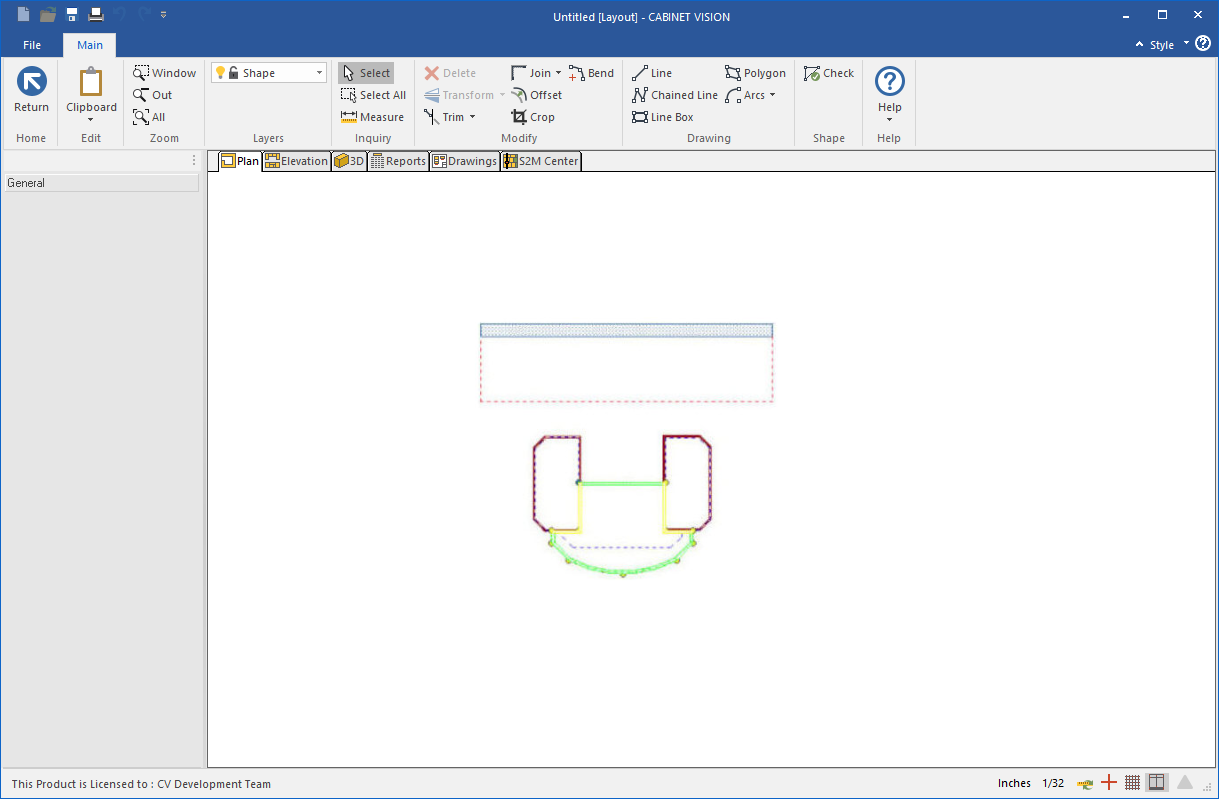 Untitled [Layout] - CABINET VISION
File Main Style
Window Shape Select Delete Join Bend Line Polygon Check
Return Clipboard Out Select All Transform Offset Chained Line Arcs Help
All Measure Trim Crop Line Box
Home Edit Zoom Layers Inquiry Modify Drawing Shape Help
Plan Elevation 3D Reports Drawings S2M Center
General
This Product is Licensed to : CV Development Team Inches 1/32